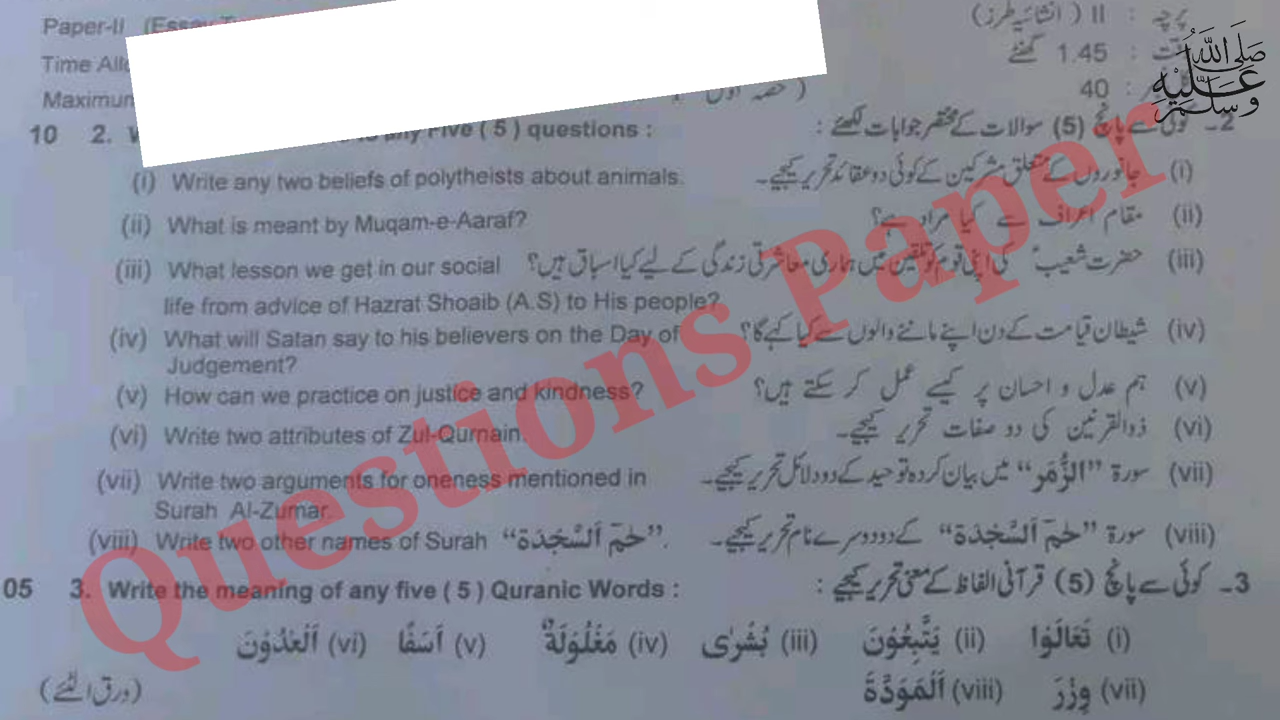 Paper-II (Essay پرچہ : II (انشائیہ طرز)
Time 1.45 : گھنٹے
Maximum 40 :
صلى الله عليه وسلم
10 2. any Five ( 5 ) questions : 2۔ کوئی سے پانچ (5) سوالات کے مختصر جوابات لکھئے :
(i) Write any two beliefs of polytheists about animals. (i) جانوروں کے متعلق مشرکین کے کوئی دو عقائد تحریر کیجیے۔
(ii) What is meant by Muqam-e-Aaraf? (ii) مقام اعراف سے کیا مراد ہے؟
(iii) What lesson we get in our social (iii) حضرت شعیبؑ کی اپنی قوم کو تلقین میں ہماری معاشرتی زندگی کے لیے کیا اسباق ہیں؟
life from advice of Hazrat Shoaib (A.S) to His people?
(iv) What will Satan say to his believers on the Day of (iv) شیطان قیامت کے دن اپنے ماننے والوں سے کیا کہے گا؟
Judgement?
(v) How can we practice on justice and kindness? (v) ہم عدل و احسان پر کیسے عمل کر سکتے ہیں؟
(vi) Write two attributes of Zul-Qurnain. (vi) ذوالقرنین کی دو صفات تحریر کیجیے۔
(vii) Write two arguments for oneness mentioned in (vii) سورۃ ”الزُّمَر“ میں بیان کردہ توحید کے دو دلائل تحریر کیجیے۔
Surah Al-Zumar.
(viii) Write two other names of Surah ”حٰمٓ اَلسَّجْدَة“. (viii) سورۃ ”حٰمٓ اَلسَّجْدَة“ کے دو دوسرے نام تحریر کیجیے۔
05 3. Write the meaning of any five ( 5 ) Quranic Words : 3۔ کوئی سے پانچ (5) قرآنی الفاظ کے معنی تحریر کیجیے :
(i) تَعَالَوْا (ii) يَتَّبِعُوْنَ (iii) بُشْرٰى (iv) مَغْلُوْلَةٌ (v) اَسَفًا (vi) اَلْعٰدُوْنَ
(vii) وِزْرَ (viii) اَلْمَوَدَّةَ
(ورق الٹئے)
Questions Paper